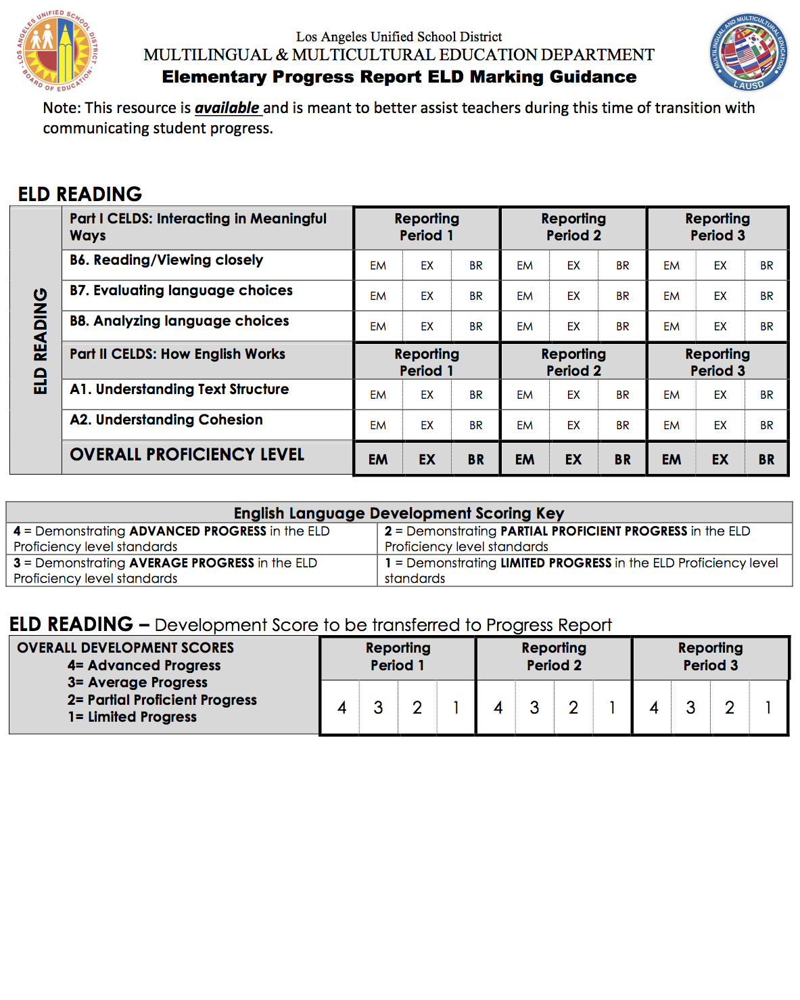 LOS ANGELES UNIFIED SCHOOL DISTRICT
BOARD OF EDUCATION
MULTILINGUAL AND MULTICULTURAL EDUCATION
LAUSD
Los Angeles Unified School District
MULTILINGUAL & MULTICULTURAL EDUCATION DEPARTMENT
Elementary Progress Report ELD Marking Guidance
Note: This resource is available and is meant to better assist teachers during this time of transition with
communicating student progress.
ELD READING
ELD READING
Part I CELDS: Interacting in Meaningful
Ways
Reporting
Period 1
Reporting
Period 2
Reporting
Period 3
B6. Reading/Viewing closely EM EX BR EM EX BR EM EX BR
B7. Evaluating language choices EM EX BR EM EX BR EM EX BR
B8. Analyzing language choices EM EX BR EM EX BR EM EX BR
Part II CELDS: How English Works
Reporting
Period 1
Reporting
Period 2
Reporting
Period 3
A1. Understanding Text Structure EM EX BR EM EX BR EM EX BR
A2. Understanding Cohesion EM EX BR EM EX BR EM EX BR
OVERALL PROFICIENCY LEVEL EM EX BR EM EX BR EM EX BR
English Language Development Scoring Key
4 = Demonstrating ADVANCED PROGRESS in the ELD
Proficiency level standards
2 = Demonstrating PARTIAL PROFICIENT PROGRESS in the ELD
Proficiency level standards
3 = Demonstrating AVERAGE PROGRESS in the ELD
Proficiency level standards
1 = Demonstrating LIMITED PROGRESS in the ELD Proficiency level
standards
ELD READING – Development Score to be transferred to Progress Report
OVERALL DEVELOPMENT SCORES
4= Advanced Progress
3= Average Progress
2= Partial Proficient Progress
1= Limited Progress
Reporting
Period 1
Reporting
Period 2
Reporting
Period 3
4 3 2 1 4 3 2 1 4 3 2 1